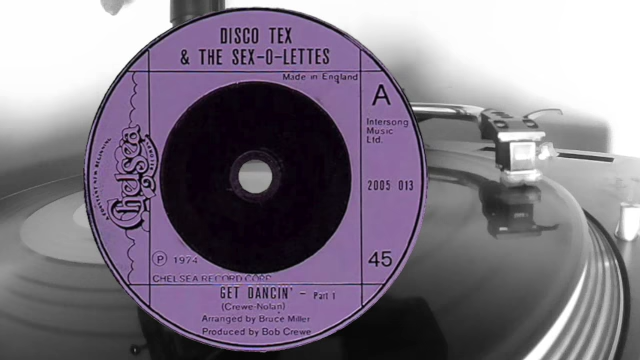 DISCO TEX
& THE SEX-O-LETTES
Made in England
A
Intersong
Music
Ltd.
Chelsea
2005 013
℗ 1974
45
CHELSEA RECORD CORP.
GET DANCIN' - Part 1
(Crewe-Nolan)
Arranged by Bruce Miller
Produced by Bob Crewe